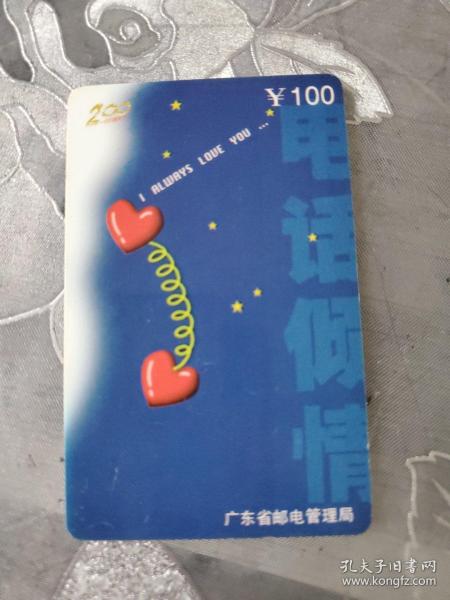 200
¥100
I ALWAYS LOVE YOU ...
电话倾情
广东省邮电管理局
孔夫子旧书网
www.kongfz.com